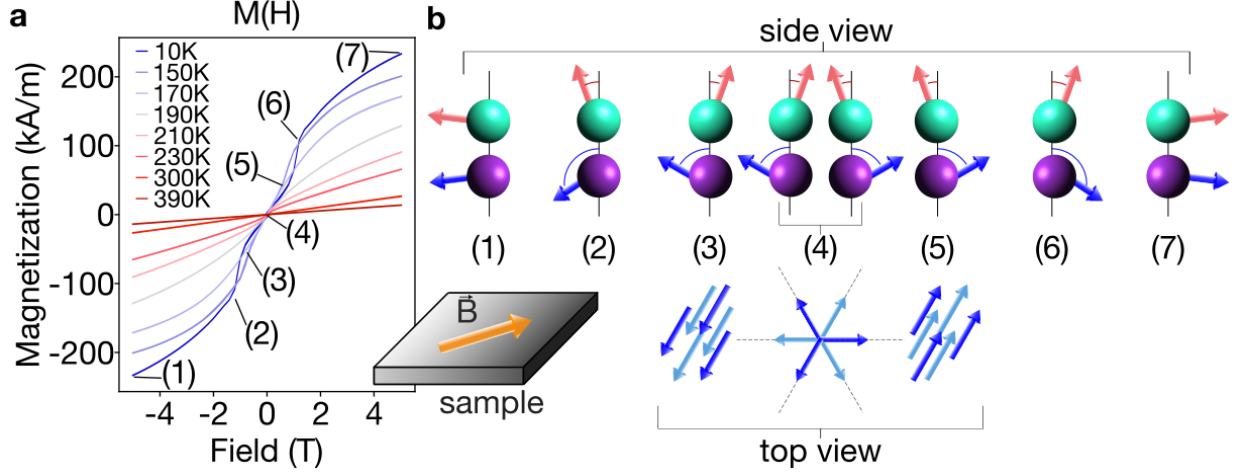 a
M(H)
Magnetization (kA/m)
200
100
0
-100
-200
10K
150K
170K
190K
210K
230K
300K
390K
(7)
(6)
(5)
(4)
(3)
(2)
(1)
-4 -2 0 2 4
Field (T)
B
sample
b
side view
(1) (2) (3) (4) (5) (6) (7)
top view